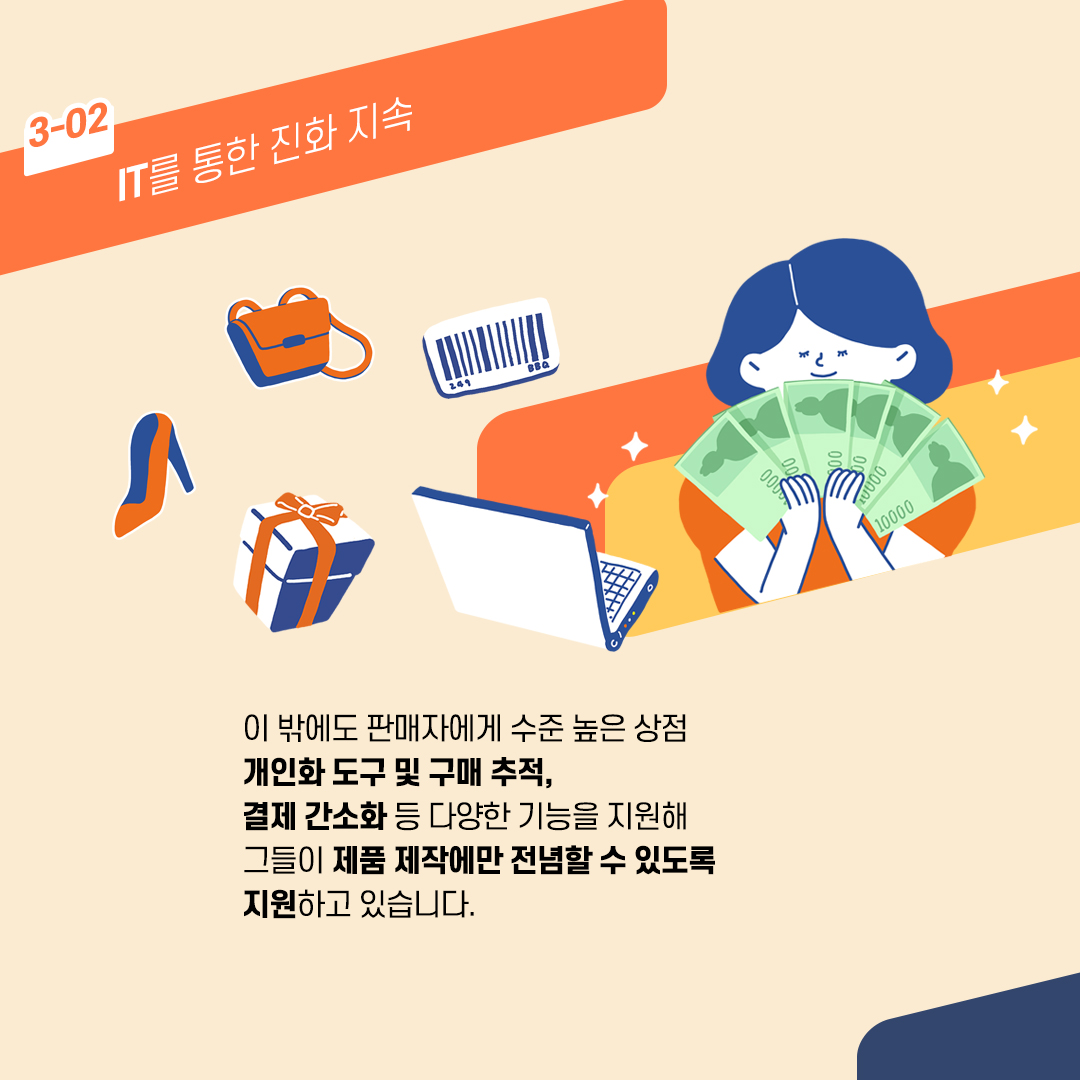 3-02
IT를 통한 진화 지속
249
BBQ
10000
10000
이 밖에도 판매자에게 수준 높은 상점
개인화 도구 및 구매 추적,
결제 간소화 등 다양한 기능을 지원해
그들이 제품 제작에만 전념할 수 있도록
지원하고 있습니다.